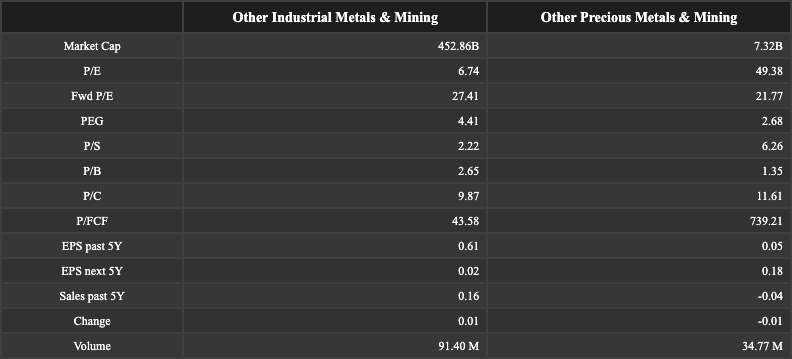 Other Industrial Metals & Mining Other Precious Metals & Mining
Market Cap 452.86B 7.32B
P/E 6.74 49.38
Fwd P/E 27.41 21.77
PEG 4.41 2.68
P/S 2.22 6.26
P/B 2.65 1.35
P/C 9.87 11.61
P/FCF 43.58 739.21
EPS past 5Y 0.61 0.05
EPS next 5Y 0.02 0.18
Sales past 5Y 0.16 -0.04
Change 0.01 -0.01
Volume 91.40 M 34.77 M